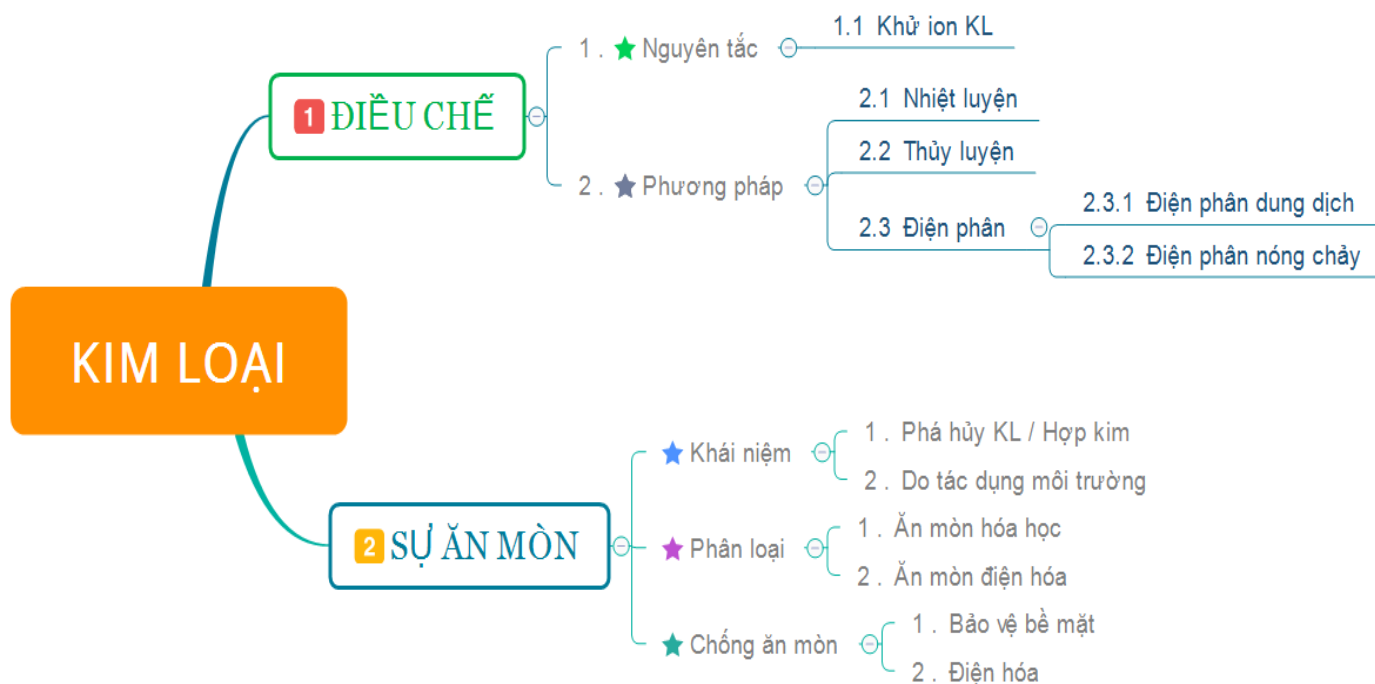 KIM LOẠI
1 ĐIỀU CHẾ
1 . Nguyên tắc
1.1 Khử ion KL
2 . Phương pháp
2.1 Nhiệt luyện
2.2 Thủy luyện
2.3 Điện phân
2.3.1 Điện phân dung dịch
2.3.2 Điện phân nóng chảy
2 SỰ ĂN MÒN
Khái niệm
1 . Phá hủy KL / Hợp kim
2 . Do tác dụng môi trường
Phân loại
1 . Ăn mòn hóa học
2 . Ăn mòn điện hóa
Chống ăn mòn
1 . Bảo vệ bề mặt
2 . Điện hóa